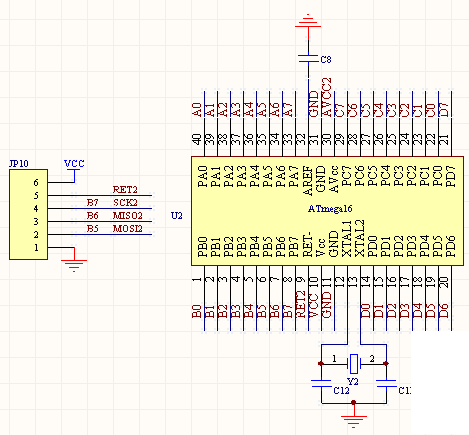 C8
A0 A1 A2 A3 A4 A5 A6 A7 GND AVCC2 C7 C6 C5 C4 C3 C2 C1 C0 D7
40 39 38 37 36 35 34 33 32 31 30 29 28 27 26 25 24 23 22 21
PA0 PA1 PA2 PA3 PA4 PA5 PA6 PA7 AREF GND AVcc PC7 PC6 PC5 PC4 PC3 PC2 PC1 PC0 PD7
JP10 VCC
6
5 RET2
4 B7 SCK2
3 B6 MISO2
2 B5 MOSI2
1
U2 ATmega16
PB0 PB1 PB2 PB3 PB4 PB5 PB6 PB7 RET- Vcc GND XTAL1 XTAL2 PD0 PD1 PD2 PD3 PD4 PD5 PD6
1 2 3 4 5 6 7 8 9 10 11 12 13 14 15 16 17 18 19 20
B0 B1 B2 B3 B4 B5 B6 B7 RET2 VCC GND D0 D1 D2 D3 D4 D5 D6
1 2
Y2
C12